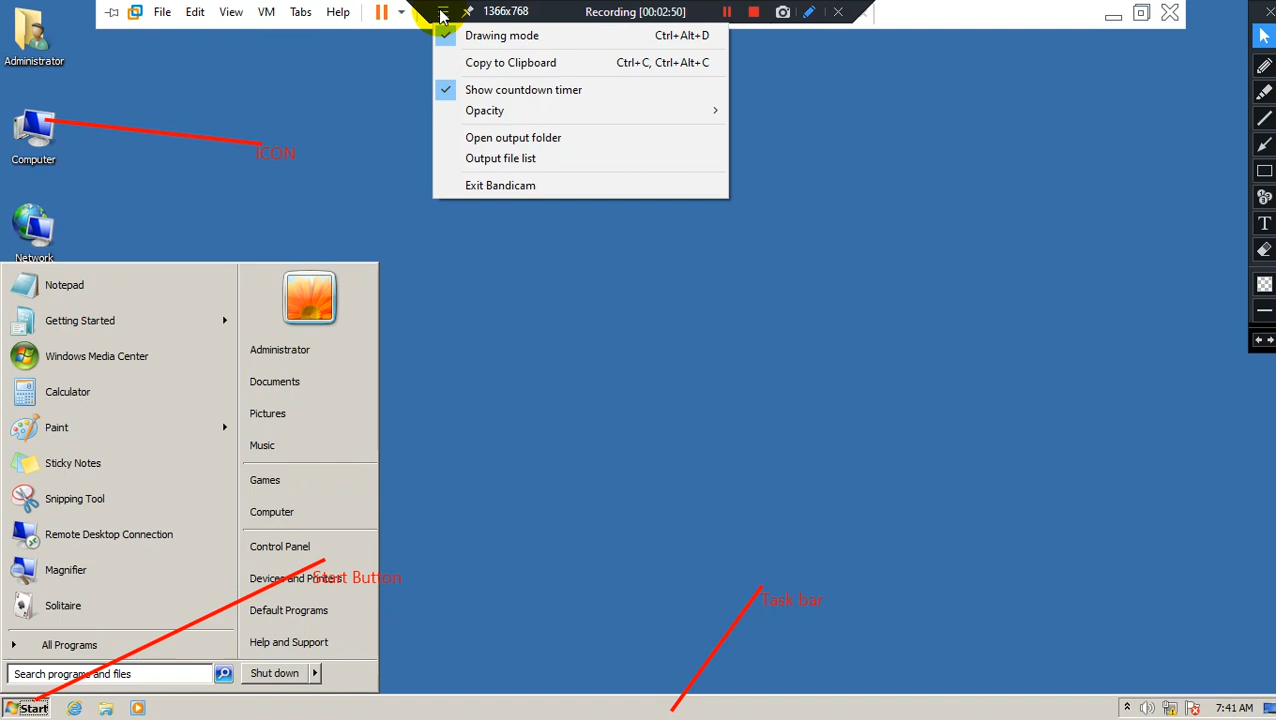 File Edit View VM Tabs Help
1366x768 Recording [00:02:50]
Drawing mode Ctrl+Alt+D
Copy to Clipboard Ctrl+C, Ctrl+Alt+C
Show countdown timer
Opacity
Open output folder
Output file list
Exit Bandicam
Administrator
Computer
ICON
Network
Notepad
Getting Started
Windows Media Center
Calculator
Paint
Sticky Notes
Snipping Tool
Remote Desktop Connection
Magnifier
Solitaire
All Programs
Search programs and files
Administrator
Documents
Pictures
Music
Games
Computer
Control Panel
Devices and Printers
Default Programs
Help and Support
Shut down
Start Button
Task bar
T
Start
7:41 AM